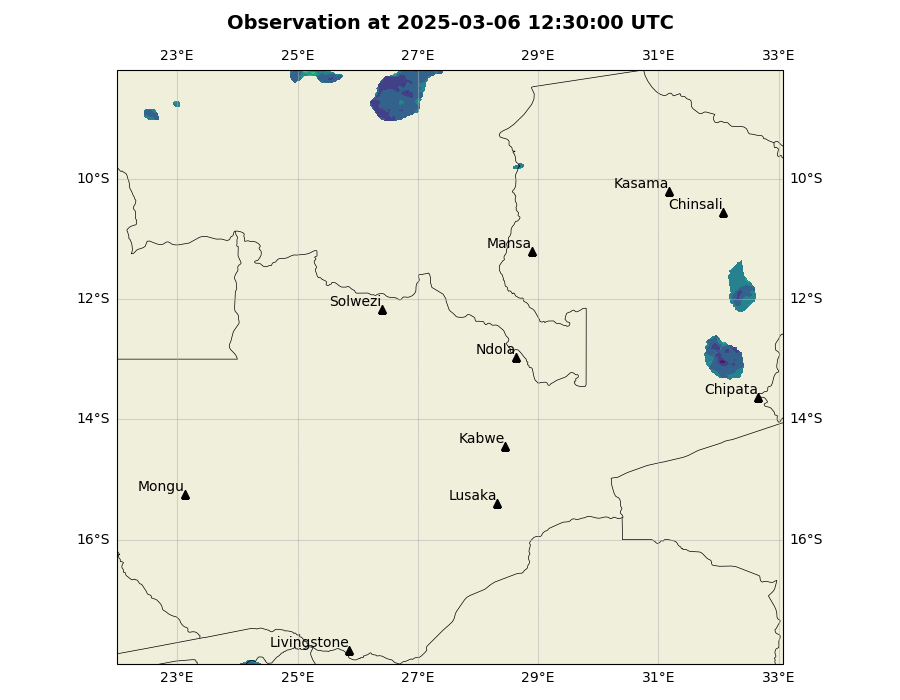 Observation at 2025-03-06 12:30:00 UTC
23°E 25°E 27°E 29°E 31°E 33°E
10°S 10°S
Kasama
Chinsali
Mansa
12°S 12°S
Solwezi
Ndola
Chipata
14°S 14°S
Kabwe
Mongu
Lusaka
16°S 16°S
Livingstone
23°E 25°E 27°E 29°E 31°E 33°E